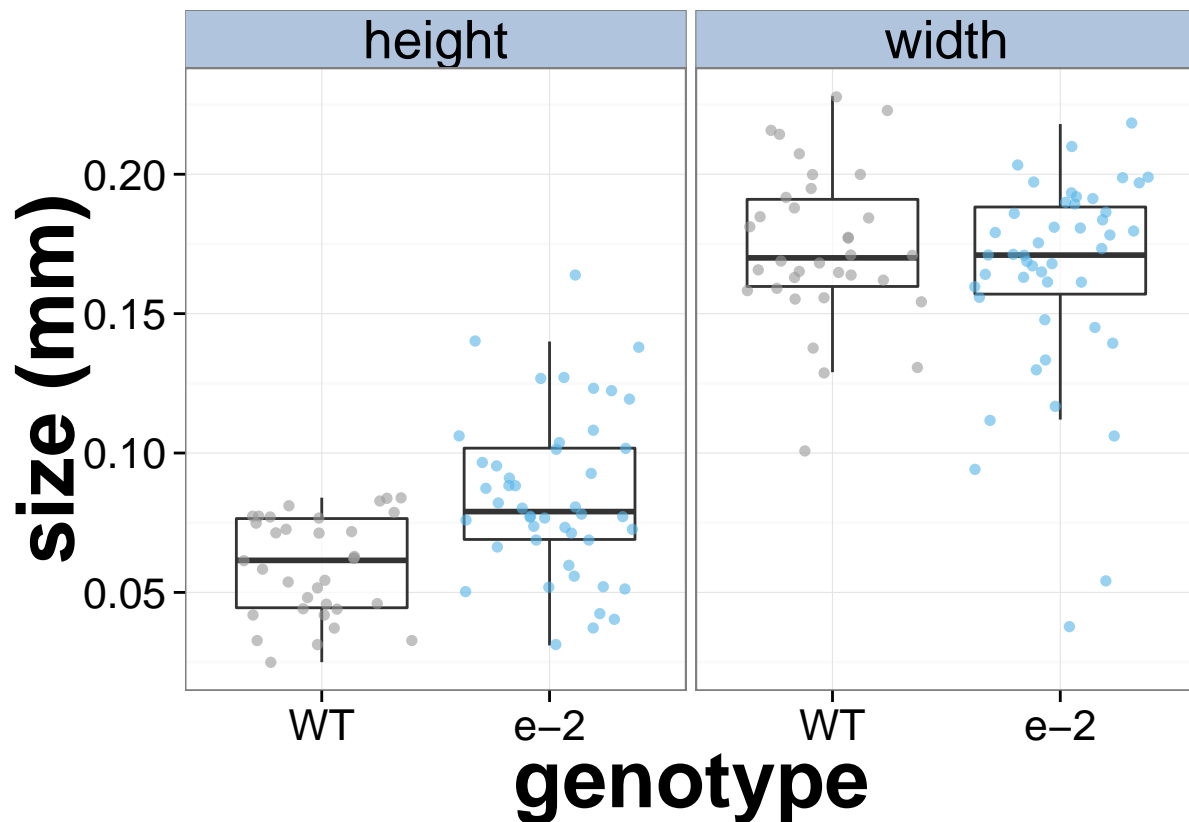 height width
size (mm)
0.20
0.15
0.10
0.05
WT e−2 WT e−2
genotype